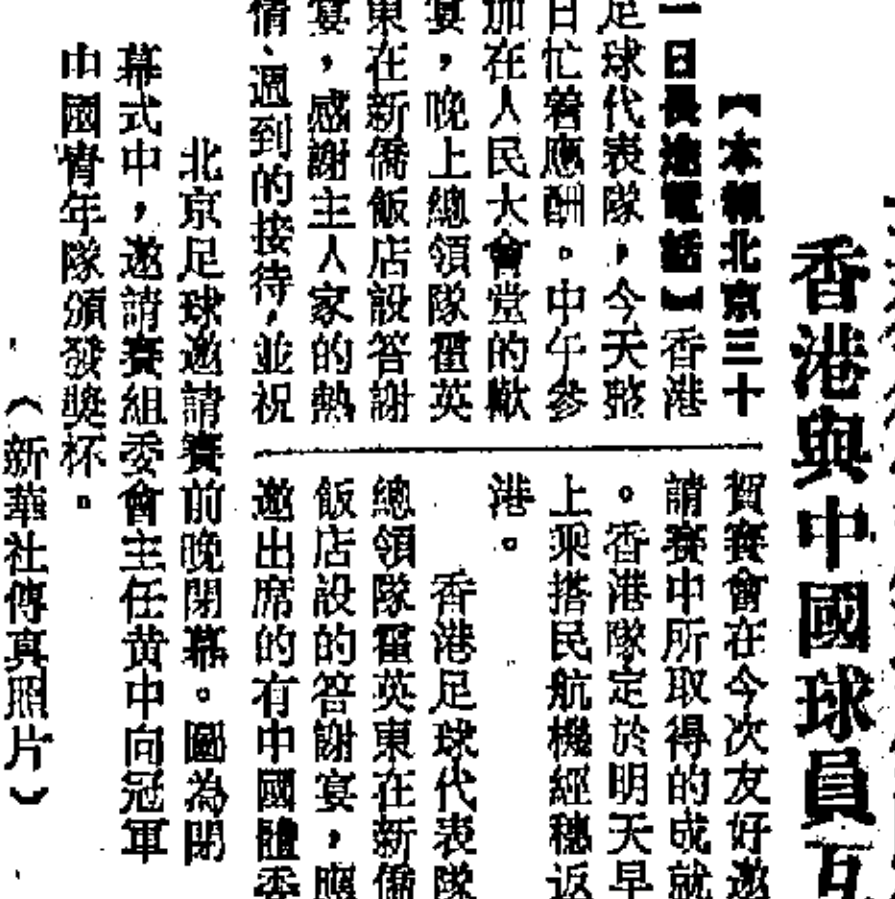 香港與中國球員互
【本報北京三十
一日長途電話】香港
足球代表隊,今天整
日忙着應酬。中午參
加在人民大會堂的歡
宴,晚上總領隊霍英
東在新僑飯店設答謝
宴,感謝主人家的熱
情、週到的接待,並祝
賀賽會在今次友好邀
請賽中所取得的成就
。香港隊定於明天早
上乘搭民航機經穗返
港。
香港足球代表隊
總領隊霍英東在新僑
飯店設的答謝宴,應
邀出席的有中國體委
北京足球邀請賽前晚閉幕。圖為閉
幕式中,邀請賽組委會主任黄中向冠軍
中國青年隊頒發獎杯。
(新華社傳真照片)